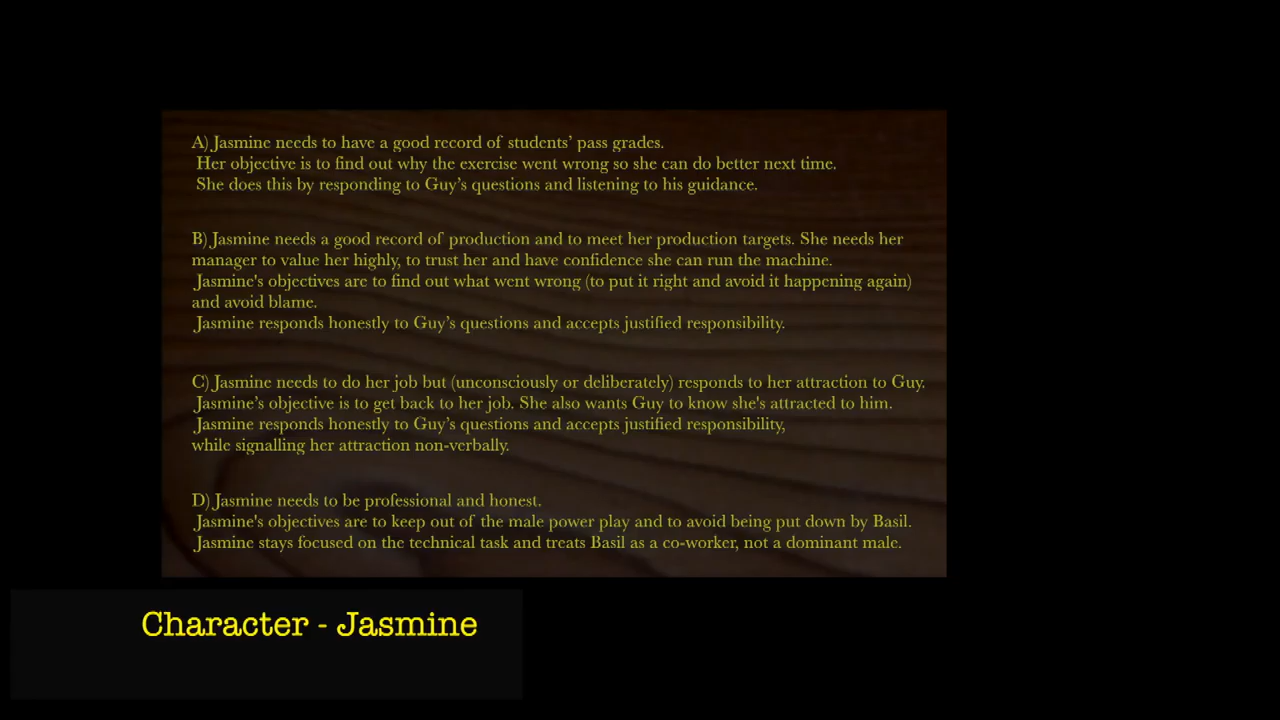 A) Jasmine needs to have a good record of students’ pass grades.
Her objective is to find out why the exercise went wrong so she can do better next time.
She does this by responding to Guy’s questions and listening to his guidance.
B) Jasmine needs a good record of production and to meet her production targets. She needs her
manager to value her highly, to trust her and have confidence she can run the machine.
Jasmine's objectives are to find out what went wrong (to put it right and avoid it happening again)
and avoid blame.
Jasmine responds honestly to Guy’s questions and accepts justified responsibility.
C) Jasmine needs to do her job but (unconsciously or deliberately) responds to her attraction to Guy.
Jasmine’s objective is to get back to her job. She also wants Guy to know she's attracted to him.
Jasmine responds honestly to Guy’s questions and accepts justified responsibility,
while signalling her attraction non-verbally.
D) Jasmine needs to be professional and honest.
Jasmine's objectives are to keep out of the male power play and to avoid being put down by Basil.
Jasmine stays focused on the technical task and treats Basil as a co-worker, not a dominant male.
Character - Jasmine